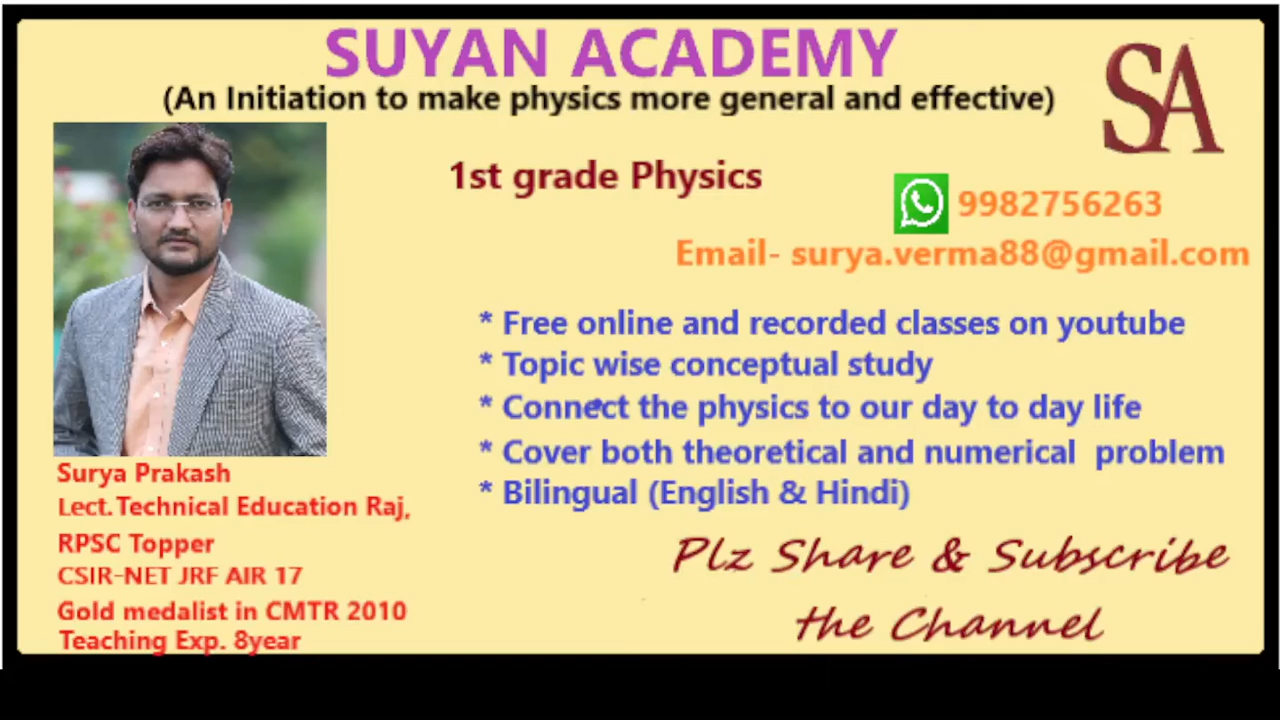 SUYAN ACADEMY
(An Initiation to make physics more general and effective)
SA
1st grade Physics
9982756263
Email- surya.verma88@gmail.com
* Free online and recorded classes on youtube
* Topic wise conceptual study
* Connect the physics to our day to day life
* Cover both theoretical and numerical problem
* Bilingual (English & Hindi)
Surya Prakash
Lect. Technical Education Raj,
RPSC Topper
CSIR-NET JRF AIR 17
Gold medalist in CMTR 2010
Teaching Exp. 8year
Plz Share & Subscribe
the Channel